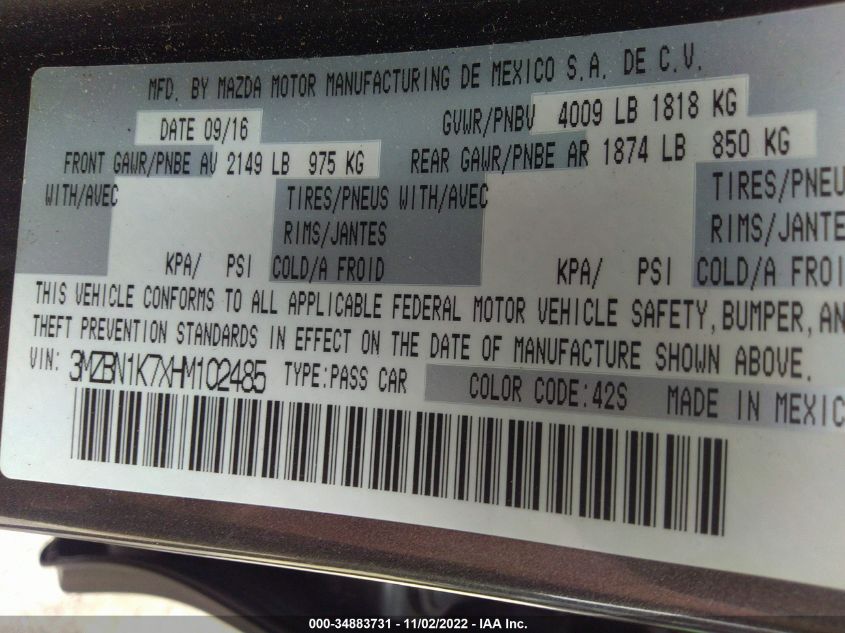 MFD. BY MAZDA MOTOR MANUFACTURING DE MEXICO S.A. DE C.V.
DATE 09/16 GVWR/PNBV 4009 LB 1818 KG
FRONT GAWR/PNBE AV 2149 LB 975 KG REAR GAWR/PNBE AR 1874 LB 850 KG
WITH/AVEC TIRES/PNEUS WITH/AVEC TIRES/PNEU
RIMS/JANTES RIMS/JANTES
KPA/ PSI COLD/A FROID KPA/ PSI COLD/A FROI
THIS VEHICLE CONFORMS TO ALL APPLICABLE FEDERAL MOTOR VEHICLE SAFETY, BUMPER, AN
THEFT PREVENTION STANDARDS IN EFFECT ON THE DATE OF MANUFACTURE SHOWN ABOVE.
VIN: 3MZBN1K7XHM102485 TYPE:PASS CAR COLOR CODE:42S MADE IN MEXIC
000-34883731 - 11/02/2022 - IAA Inc.